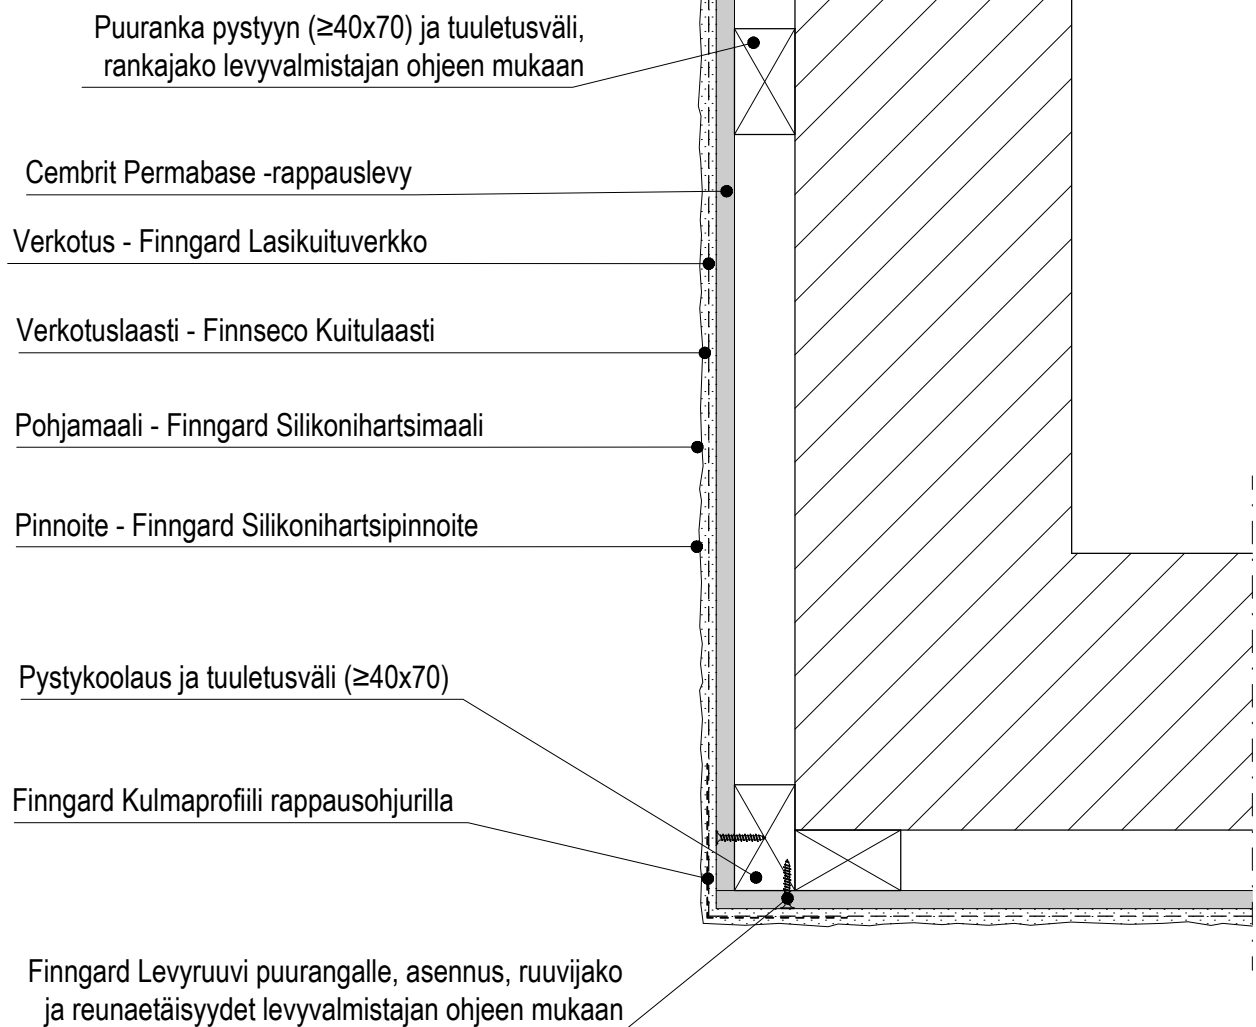 Puuranka pystyyn (≥40x70) ja tuuletusväli,
rankajako levyvalmistajan ohjeen mukaan
Cembrit Permabase -rappauslevy
Verkotus - Finngard Lasikuituverkko
Verkotuslaasti - Finnseco Kuitulaasti
Pohjamaali - Finngard Silikonihartsimaali
Pinnoite - Finngard Silikonihartsipinnoite
Pystykoolaus ja tuuletusväli (≥40x70)
Finngard Kulmaprofiili rappausohjurilla
Finngard Levyruuvi puurangalle, asennus, ruuvijako
ja reunaetäisyydet levyvalmistajan ohjeen mukaan